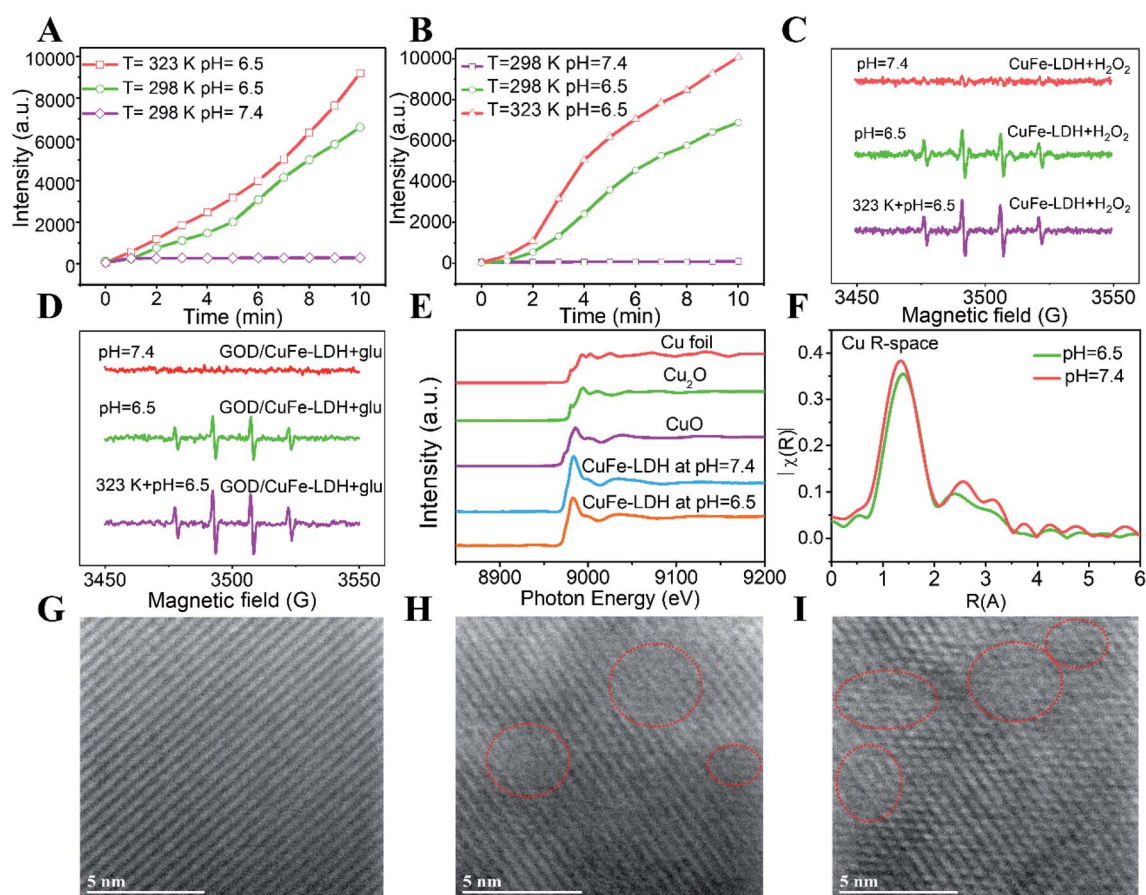 A
Intensity (a.u.)
10000
8000
6000
4000
2000
0
T= 323 K pH= 6.5
T= 298 K pH= 6.5
T= 298 K pH= 7.4
0 2 4 6 8 10
Time (min)
B
Intensity (a.u.)
10000
8000
6000
4000
2000
0
T=298 K pH=7.4
T=298 K pH=6.5
T=323 K pH=6.5
0 2 4 6 8 10
Time (min)
C
pH=7.4 CuFe-LDH+H₂O₂
pH=6.5 CuFe-LDH+H₂O₂
323 K+pH=6.5 CuFe-LDH+H₂O₂
3450 3500 3550
Magnetic field (G)
D
pH=7.4 GOD/CuFe-LDH+glu
pH=6.5 GOD/CuFe-LDH+glu
323 K+pH=6.5 GOD/CuFe-LDH+glu
3450 3500 3550
Magnetic field (G)
E
Intensity (a.u.)
Cu foil
Cu₂O
CuO
CuFe-LDH at pH=7.4
CuFe-LDH at pH=6.5
8900 9000 9100 9200
Photon Energy (eV)
F
|χ(R)|
0.4
0.3
0.2
0.1
0.0
Cu R-space
pH=6.5
pH=7.4
0 1 2 3 4 5 6
R(A)
G
5 nm
H
5 nm
I
5 nm